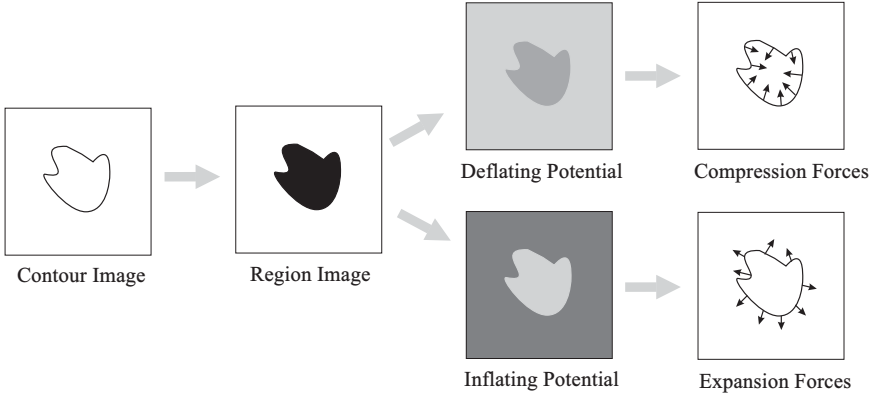 Contour Image
Region Image
Deflating Potential
Compression Forces
Inflating Potential
Expansion Forces